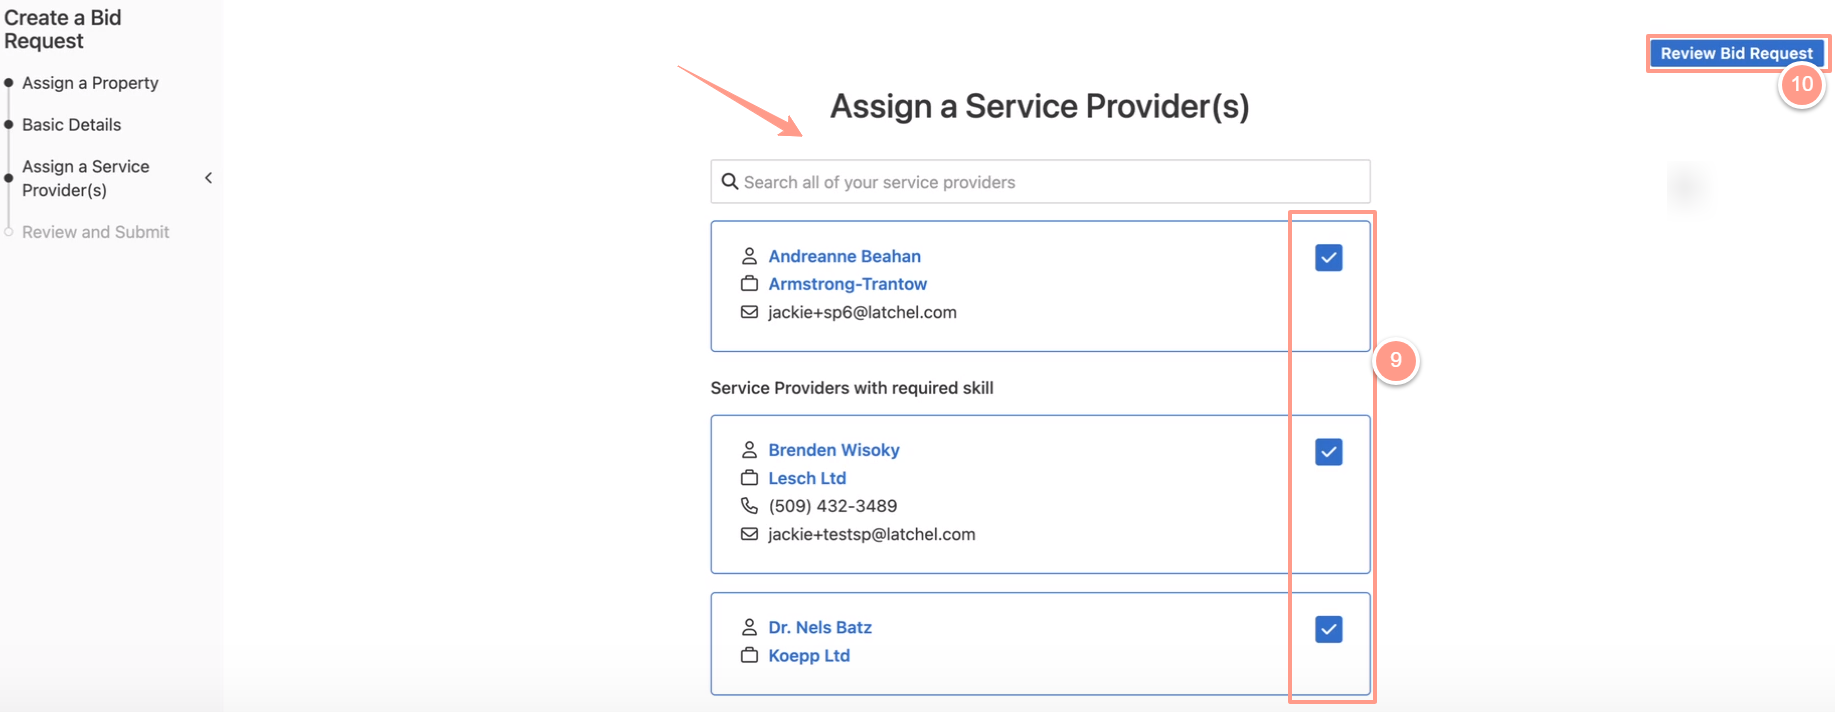 Create a Bid
Request
Assign a Property
Basic Details
Assign a Service
Provider(s)
Review and Submit
Review Bid Request
10
Assign a Service Provider(s)
Search all of your service providers
Andreanne Beahan
Armstrong-Trantow
jackie+sp6@latchel.com
9
Service Providers with required skill
Brenden Wisoky
Lesch Ltd
(509) 432-3489
jackie+testsp@latchel.com
Dr. Nels Batz
Koepp Ltd